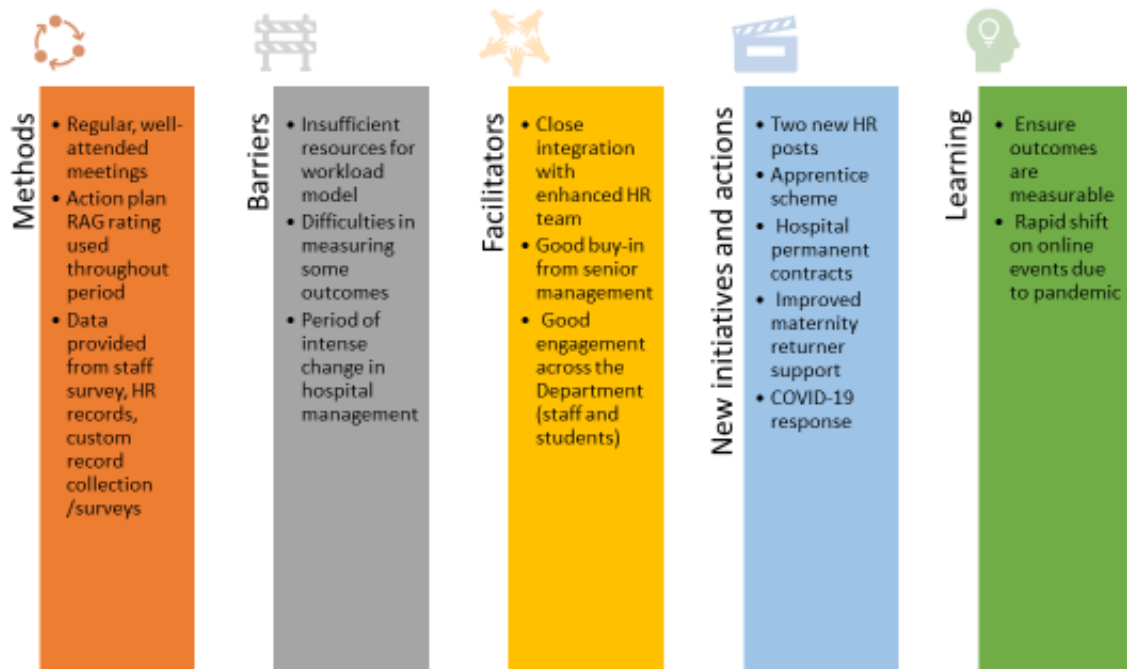 Methods
• Regular, well-
attended
meetings
• Action plan
RAG rating
used
throughout
period
• Data
provided
from staff
survey, HR
records,
custom
record
collection
/surveys
Barriers
• Insufficient
resources for
workload
model
• Difficulties in
measuring
some
outcomes
• Period of
intense
change in
hospital
management
Facilitators
• Close
integration
with
enhanced HR
team
• Good buy-in
from senior
management
• Good
engagement
across the
Department
(staff and
students)
New initiatives and actions
• Two new HR
posts
• Apprentice
scheme
• Hospital
permanent
contracts
• Improved
maternity
returner
support
• COVID-19
response
Learning
• Ensure
outcomes
are
measurable
• Rapid shift
on online
events due
to pandemic